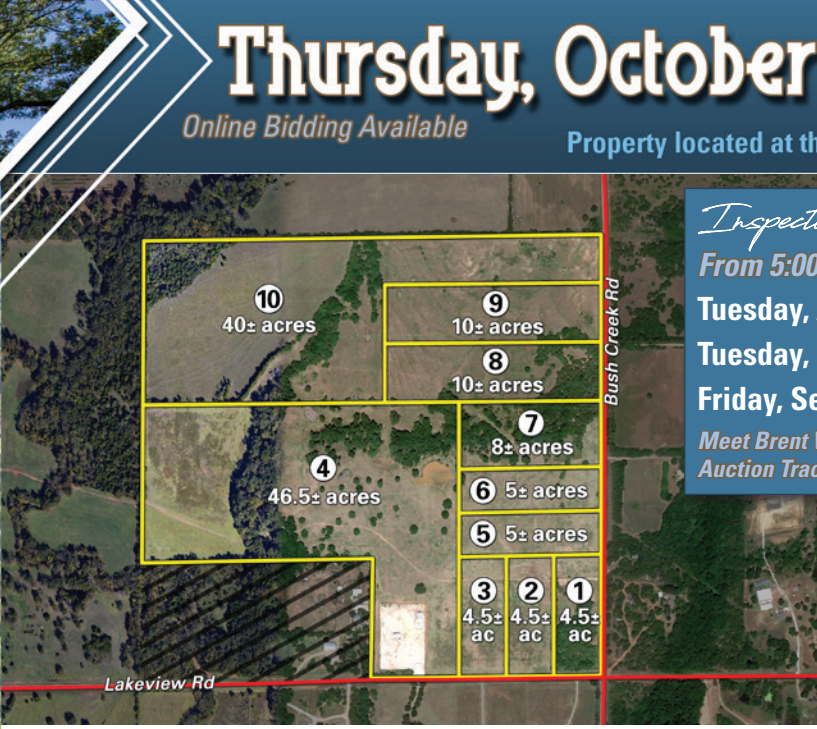 Thursday, October
Online Bidding Available
Property located at th
From 5:00
Tuesday,
Tuesday,
Friday, Se
Meet Brent
Auction Trac
Bush Creek Rd
10
40± acres
9
10± acres
8
10± acres
7
8± acres
4
46.5± acres
6 5± acres
5 5± acres
3
4.5±
ac
2
4.5±
ac
1
4.5±
ac
Lakeview Rd